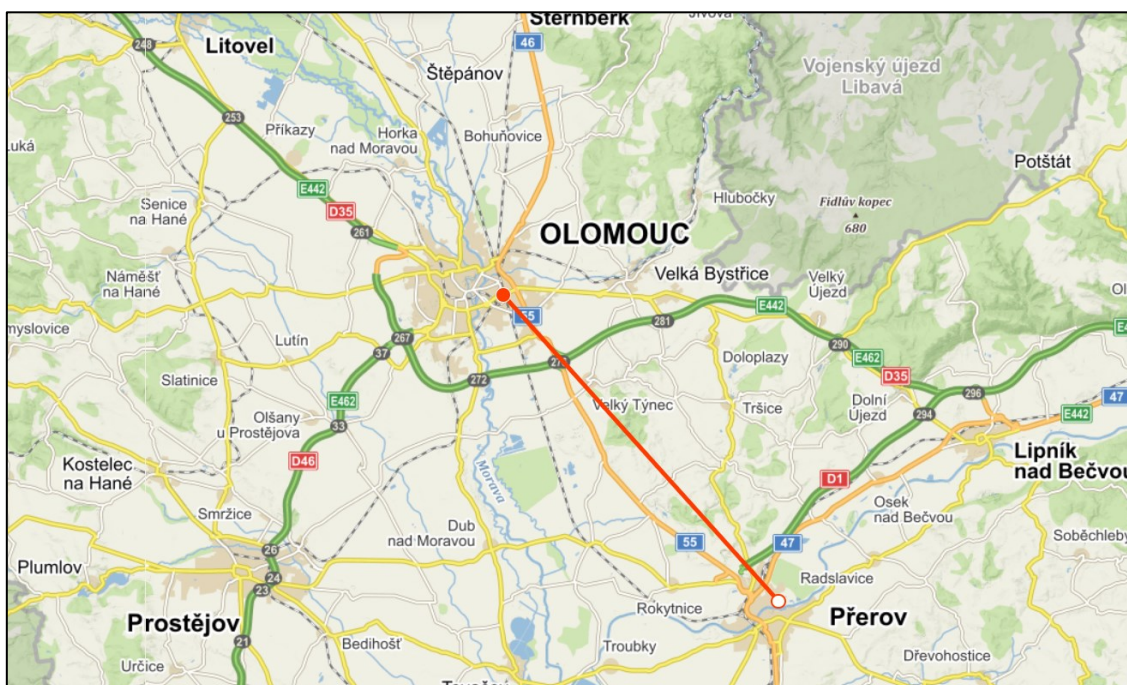 Šternberk
Jívová
Litovel
248
46
Štěpánov
Vojenský újezd
Libavá
253
Příkazy
Horka
nad Moravou
Bohuňovice
Luká
Potštát
E442
Senice
na Hané
D35
261
Hlubočky
Fidlův kopec
680
OLOMOUC
Náměšť
na Hané
Velká Bystřice
Velký
Újezd
E442
55
281
Lutín
267
37
290
Doloplazy
E462
D35
Slatinice
272
E462
Velký Týnec
Tršice
Dolní
Újezd
296
47
Olšany
u Prostějova
33
294
E442
Lipník
nad Bečvou
Kostelec
na Hané
D46
Morava
D1
Smržice
Osek
nad Bečvou
Dub
nad Moravou
26
55
47
Plumlov
24
23
Radslavice
Rokytnice
Přerov
Prostějov
21
Bedihošť
Troubky
Dřevohostice
Určice